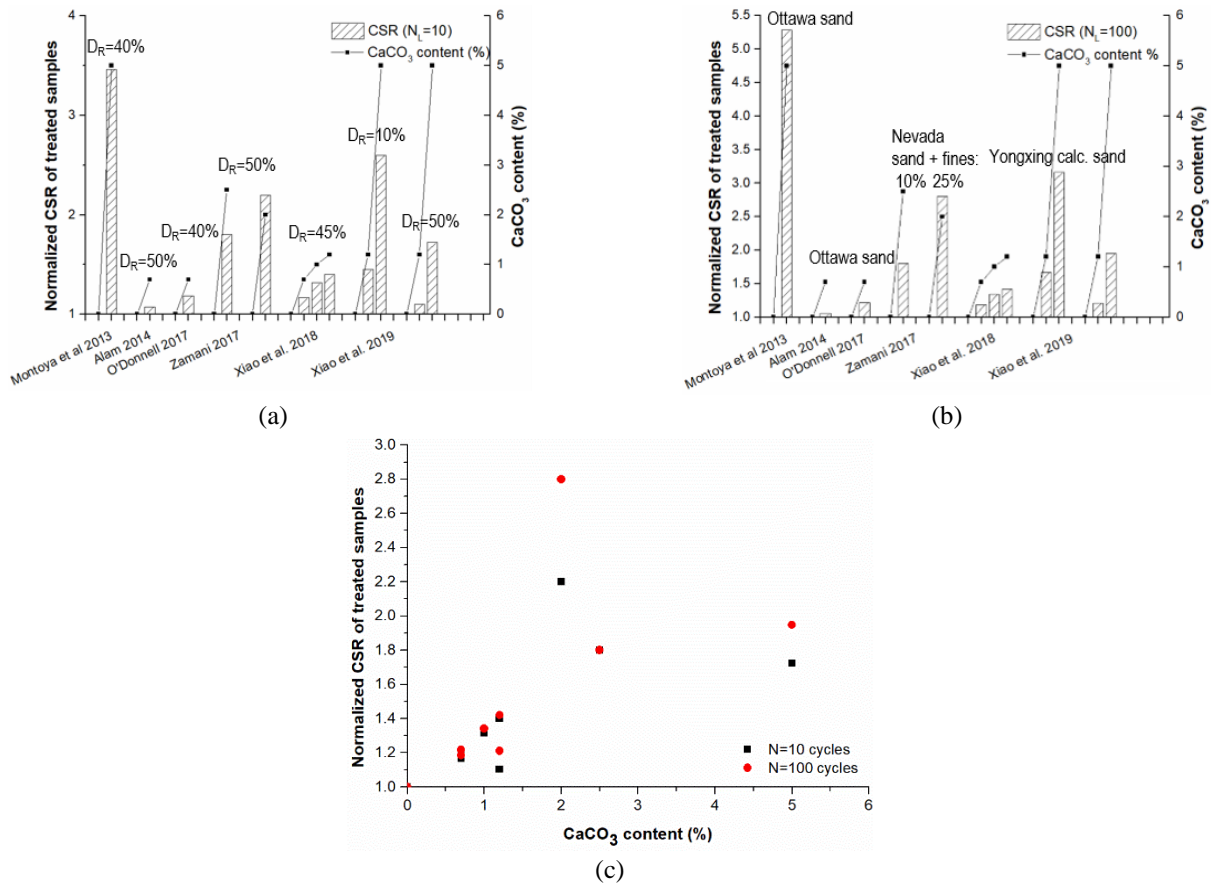 4
3
2
1
Normalized CSR of treated samples
D_R=40%
D_R=50%
D_R=40%
D_R=50%
D_R=45%
D_R=10%
D_R=50%
CSR (N_L=10)
CaCO₃ content (%)
6
5
4
3
2
1
0
CaCO₃ content (%)
Montoya et al 2013
Alam 2014
O'Donnell 2017
Zamani 2017
Xiao et al. 2018
Xiao et al. 2019
(a)
5.5
5.0
4.5
4.0
3.5
3.0
2.5
2.0
1.5
1.0
Normalized CSR of treated samples
Ottawa sand
Ottawa sand
Nevada
sand + fines:
10% 25%
Yongxing calc. sand
CSR (N_L=100)
CaCO₃ content %
6
5
4
3
2
1
0
CaCO₃ content (%)
Montoya et al 2013
Alam 2014
O'Donnell 2017
Zamani 2017
Xiao et al. 2018
Xiao et al. 2019
(b)
3.0
2.8
2.6
2.4
2.2
2.0
1.8
1.6
1.4
1.2
1.0
Normalized CSR of treated samples
N=10 cycles
N=100 cycles
0 1 2 3 4 5 6
CaCO₃ content (%)
(c)